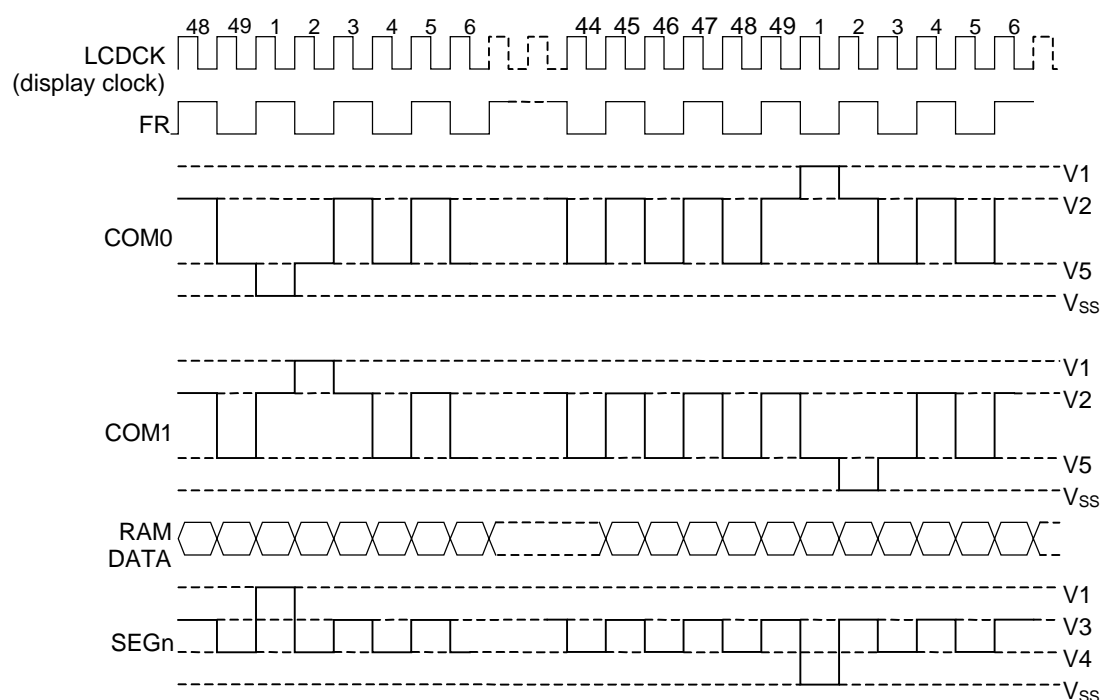 48 49 1 2 3 4 5 6 44 45 46 47 48 49 1 2 3 4 5 6
LCDCK
(display clock)
FR
V1
V2
COM0
V5
VSS
V1
V2
COM1
V5
VSS
RAM
DATA
V1
V3
SEGn
V4
VSS